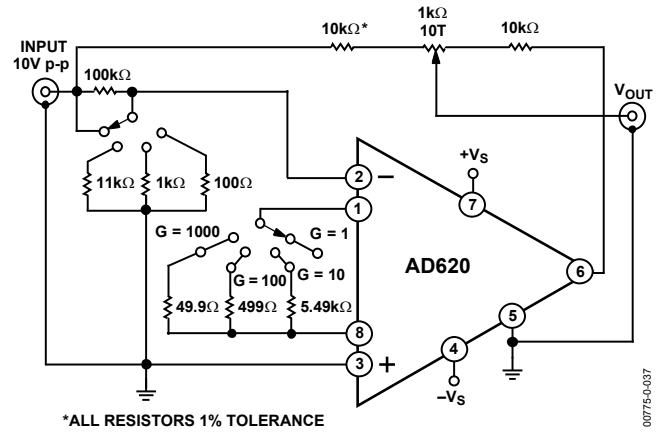 INPUT
10V p-p
100kΩ
10kΩ*
1kΩ
10T
10kΩ
VOUT
11kΩ
1kΩ
100Ω
2
−
1
+VS
7
G = 1000
G = 1
G = 100
G = 10
AD620
6
49.9Ω
499Ω
5.49kΩ
8
3
+
5
4
−VS
*ALL RESISTORS 1% TOLERANCE
00775-0-037